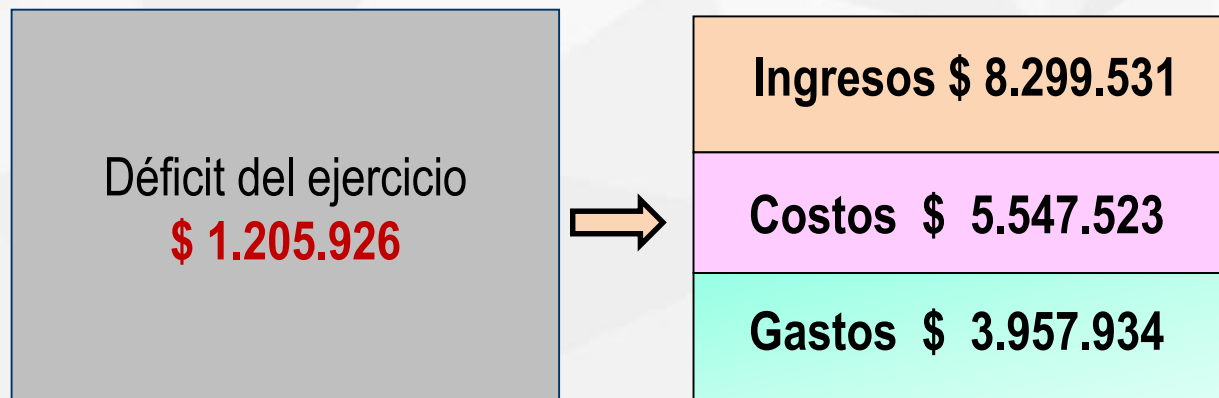 Déficit del ejercicio
$ 1.205.926
Ingresos $ 8.299.531
Costos $ 5.547.523
Gastos $ 3.957.934